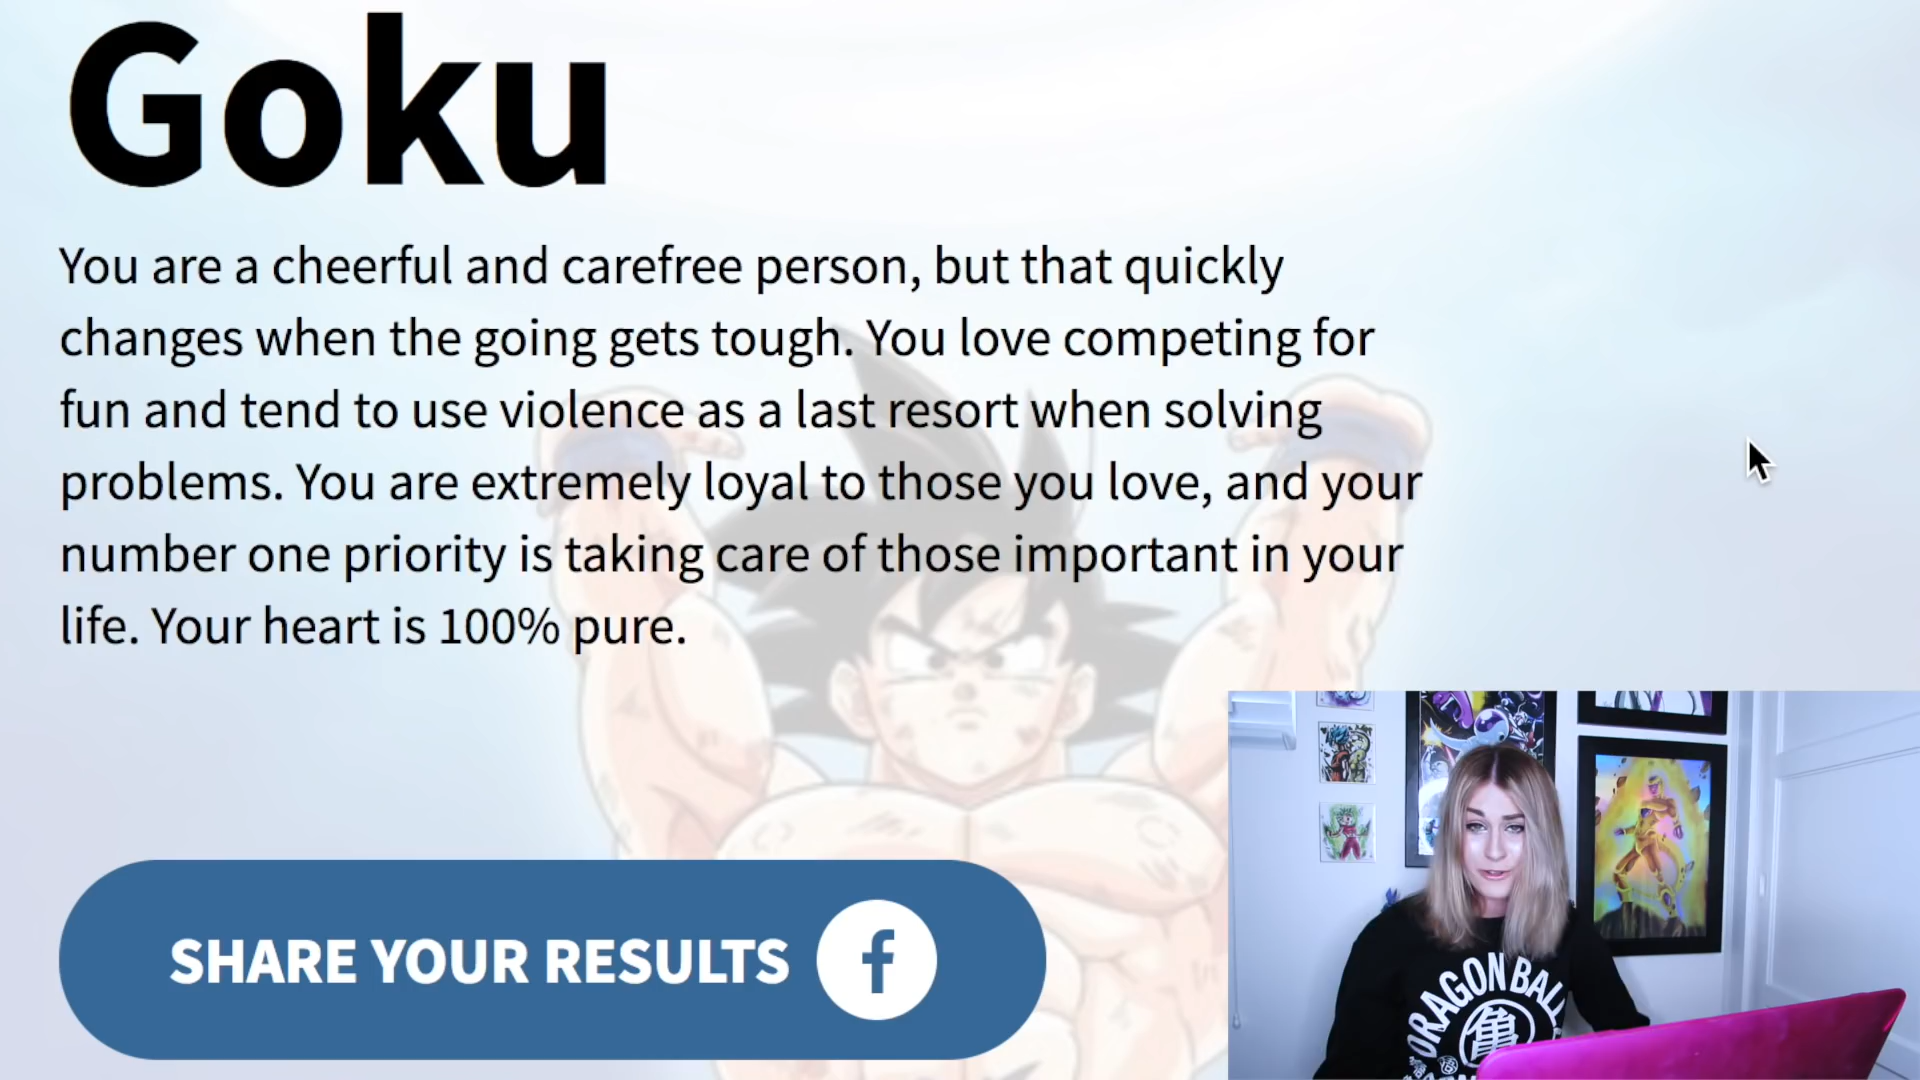 Goku
You are a cheerful and carefree person, but that quickly
changes when the going gets tough. You love competing for
fun and tend to use violence as a last resort when solving
problems. You are extremely loyal to those you love, and your
number one priority is taking care of those important in your
life. Your heart is 100% pure.
SHARE YOUR RESULTS f
DRAGON BALL
亀